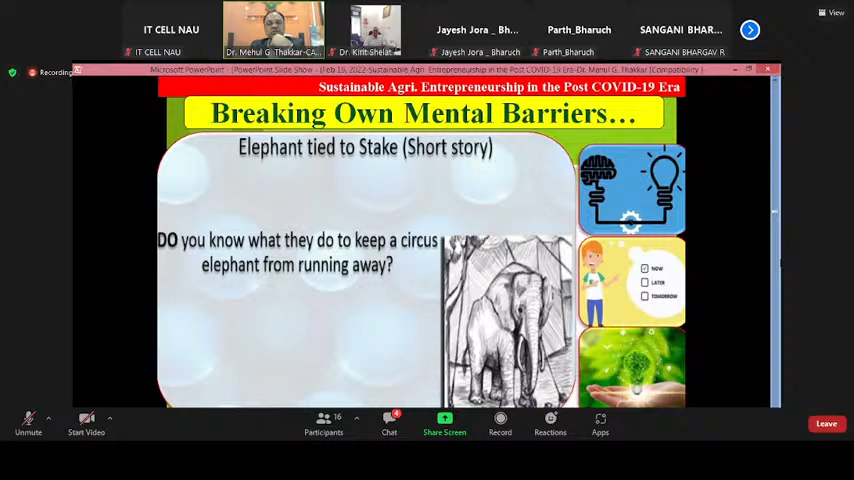 IT CELL NAU
Jayesh Jora _ Bh...
Parth_Bharuch
SANGANI BHAR...
View
IT CELL NAU
Dr. Mehul G. Thakkar-CA...
Dr. Kirit Shelat
Jayesh Jora _ Bharuch
Parth_Bharuch
SANGANI BHARGAV R
Recording
Microsoft PowerPoint - [PowerPoint Slide Show - [Feb 19, 2022-Sustainable Agri. Entrepreneurship in the Post COVID-19 Era-Dr. Mehul G. Thakkar [Compatibility
Sustainable Agri. Entrepreneurship in the Post COVID-19 Era
Breaking Own Mental Barriers...
Elephant tied to Stake (Short story)
DO you know what they do to keep a circus
elephant from running away?
NOW
LATER
TOMORROW
16
4
Unmute
Start Video
Participants
Chat
Share Screen
Record
Reactions
Apps
Leave